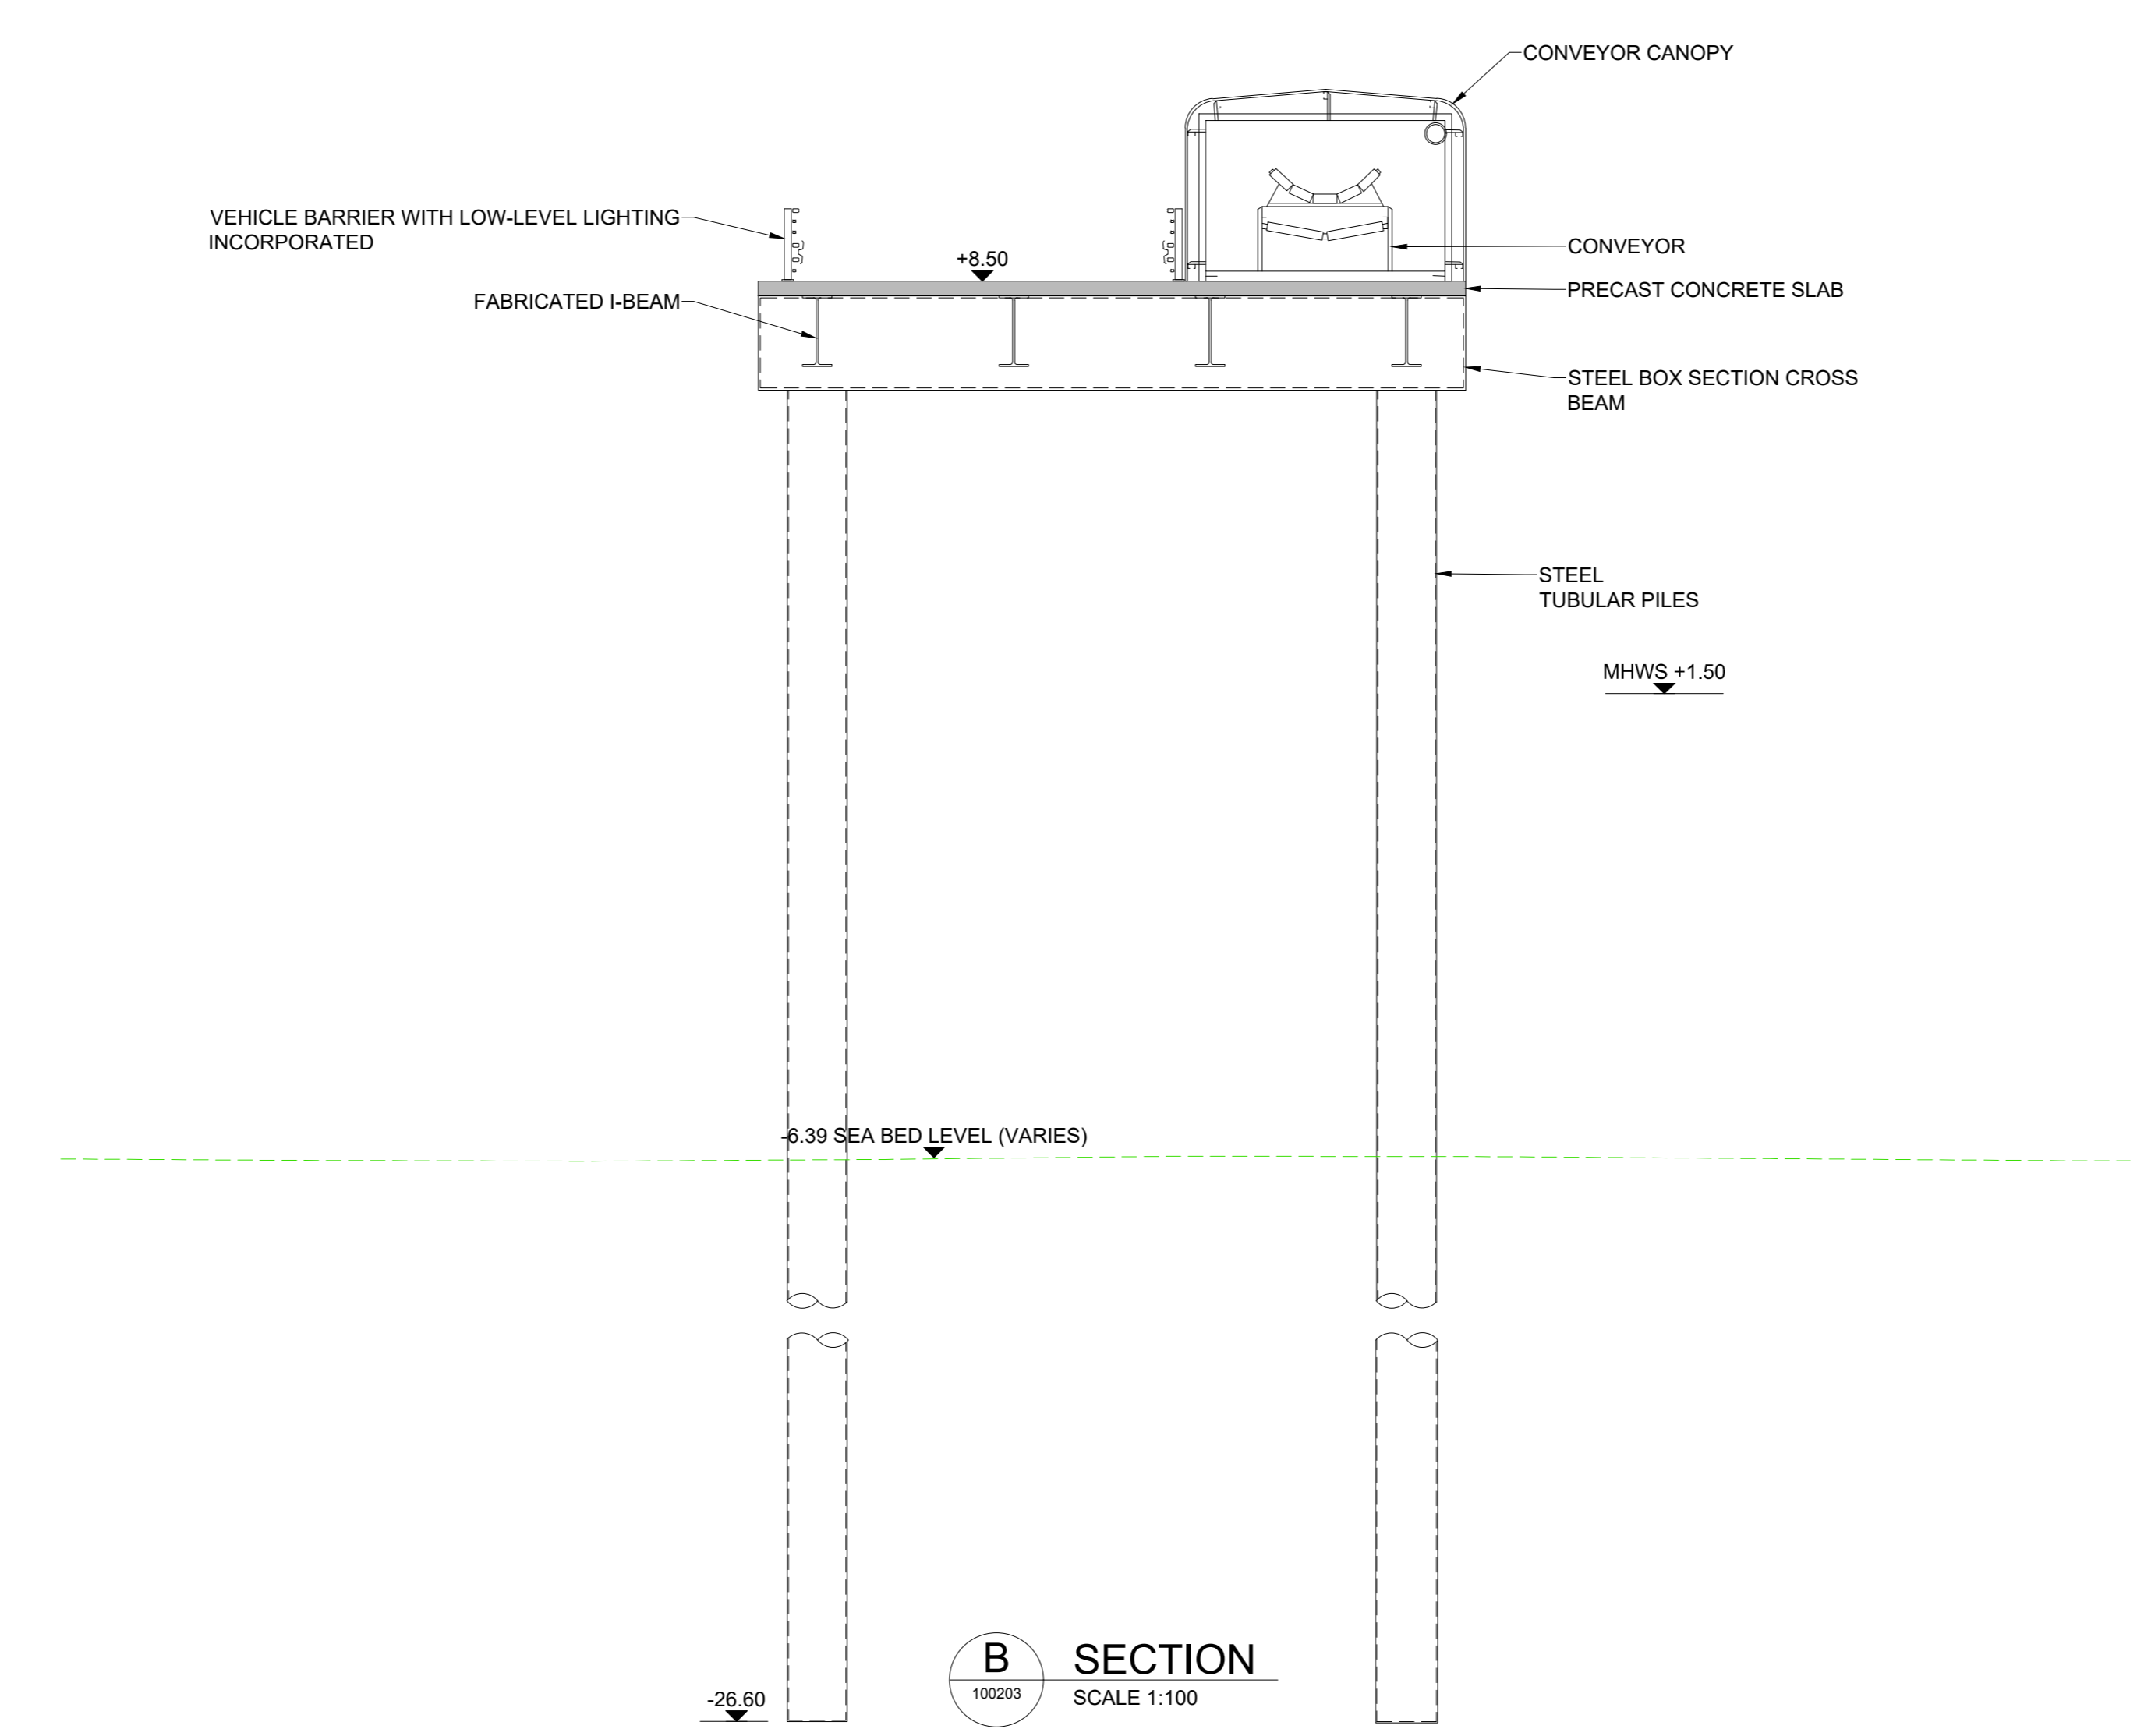 CONVEYOR CANOPY
VEHICLE BARRIER WITH LOW-LEVEL LIGHTING
INCORPORATED
CONVEYOR
+8.50
PRECAST CONCRETE SLAB
FABRICATED I-BEAM
STEEL BOX SECTION CROSS
BEAM
STEEL
TUBULAR PILES
MHWS +1.50
-6.39 SEA BED LEVEL (VARIES)
B
SECTION
100203
SCALE 1:100
-26.60